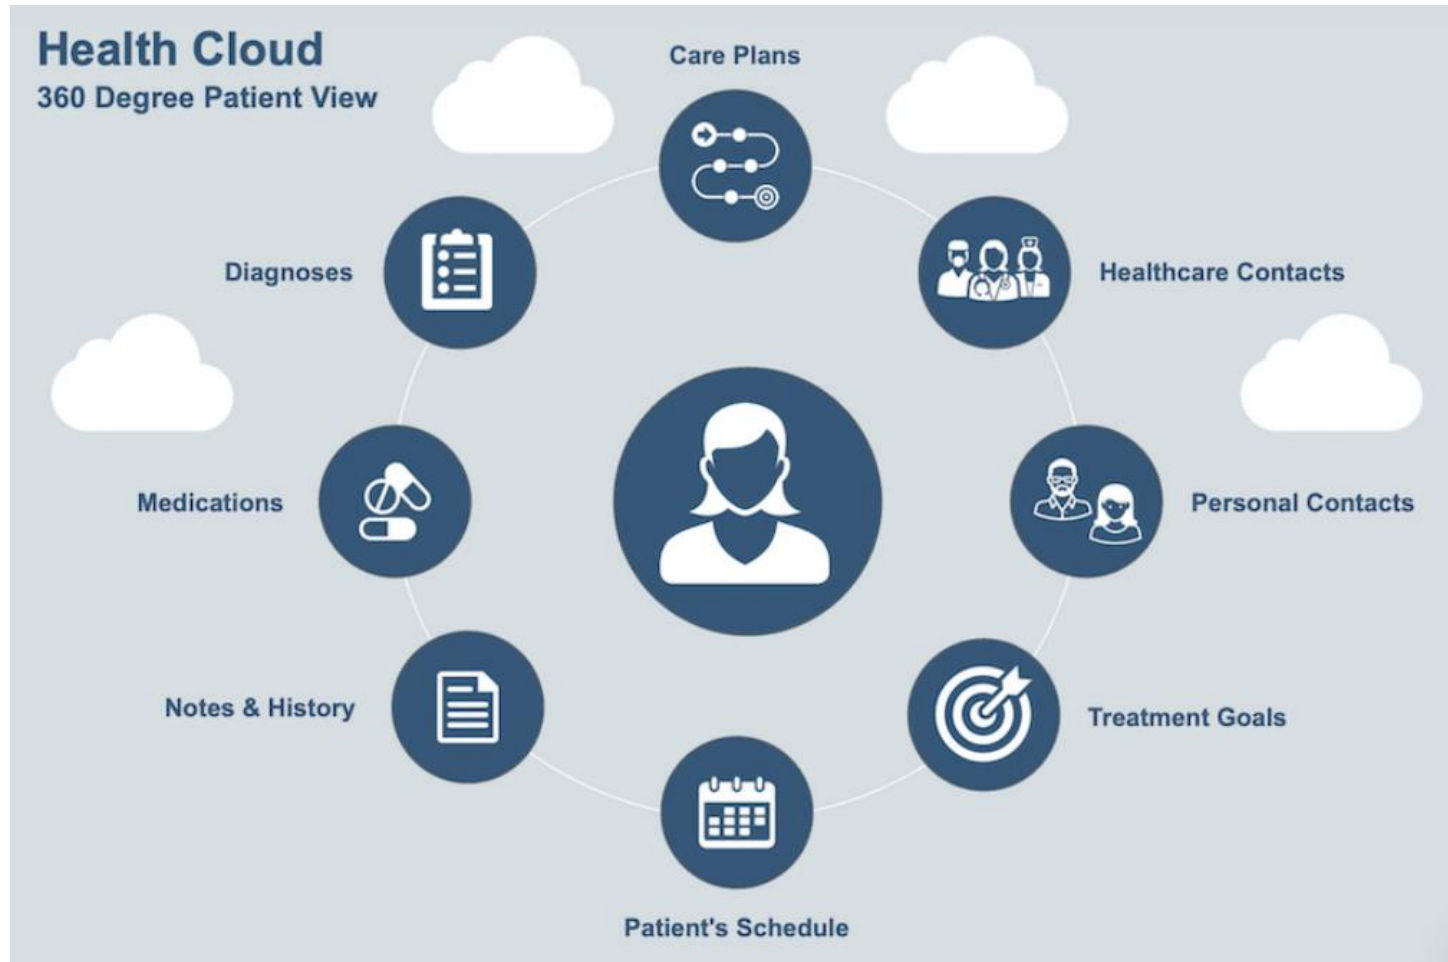 Health Cloud
360 Degree Patient View
Care Plans
Diagnoses
Healthcare Contacts
Medications
Personal Contacts
Notes & History
Treatment Goals
Patient's Schedule